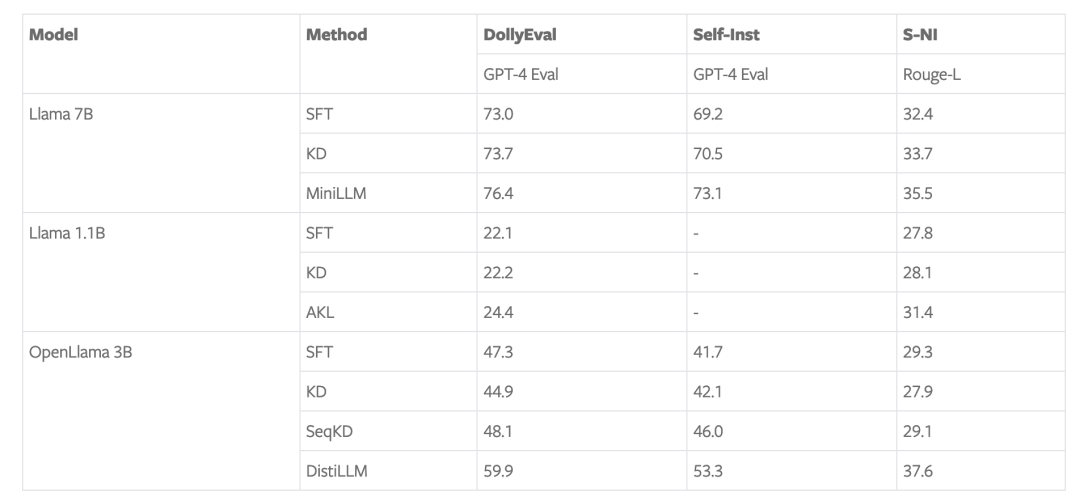 Model Method DollyEval Self-Inst S-NI
GPT-4 Eval GPT-4 Eval Rouge-L
Llama 7B SFT 73.0 69.2 32.4
KD 73.7 70.5 33.7
MiniLLM 76.4 73.1 35.5
Llama 1.1B SFT 22.1 - 27.8
KD 22.2 - 28.1
AKL 24.4 - 31.4
OpenLlama 3B SFT 47.3 41.7 29.3
KD 44.9 42.1 27.9
SeqKD 48.1 46.0 29.1
DistiLLM 59.9 53.3 37.6